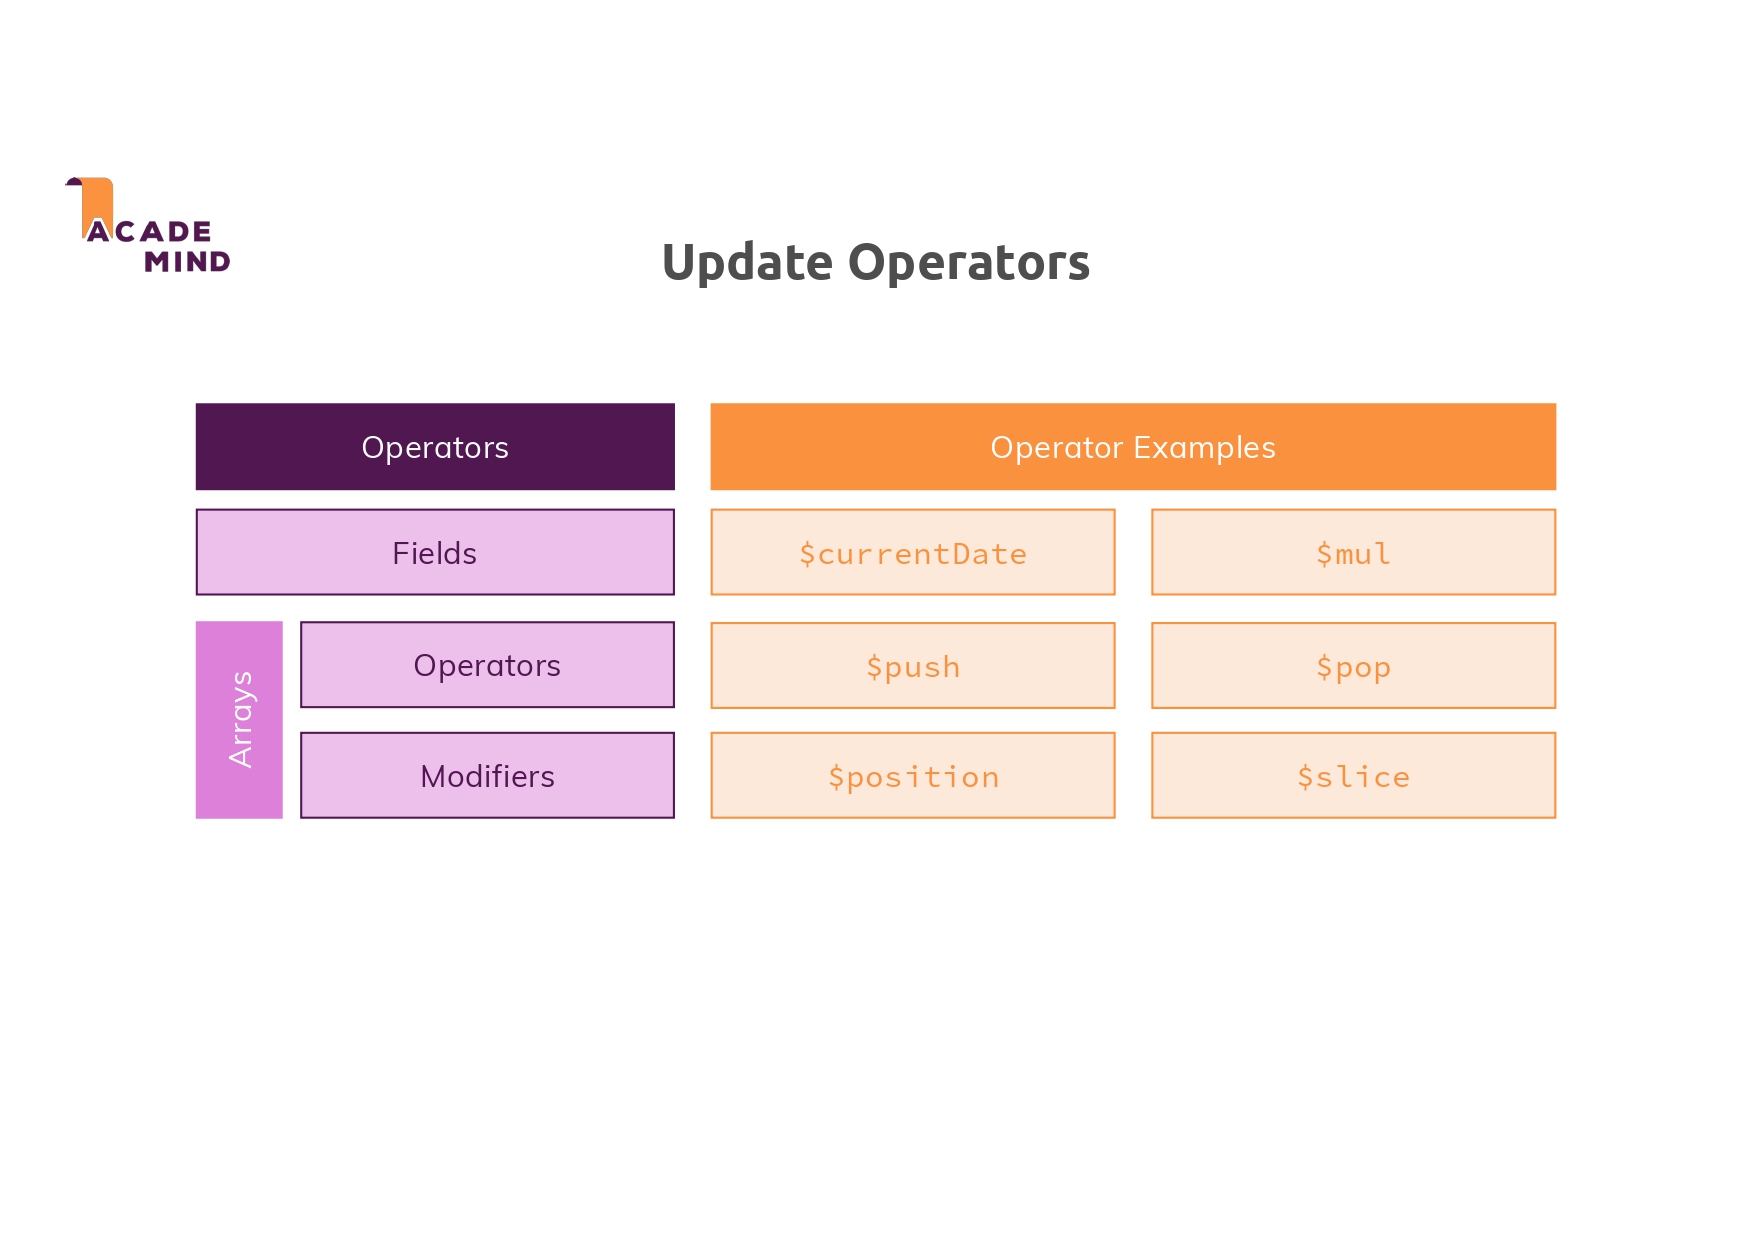 ACADE
MIND
Update Operators
Operators
Operator Examples
Fields
$currentDate
$mul
Arrays
Operators
$push
$pop
Modifiers
$position
$slice